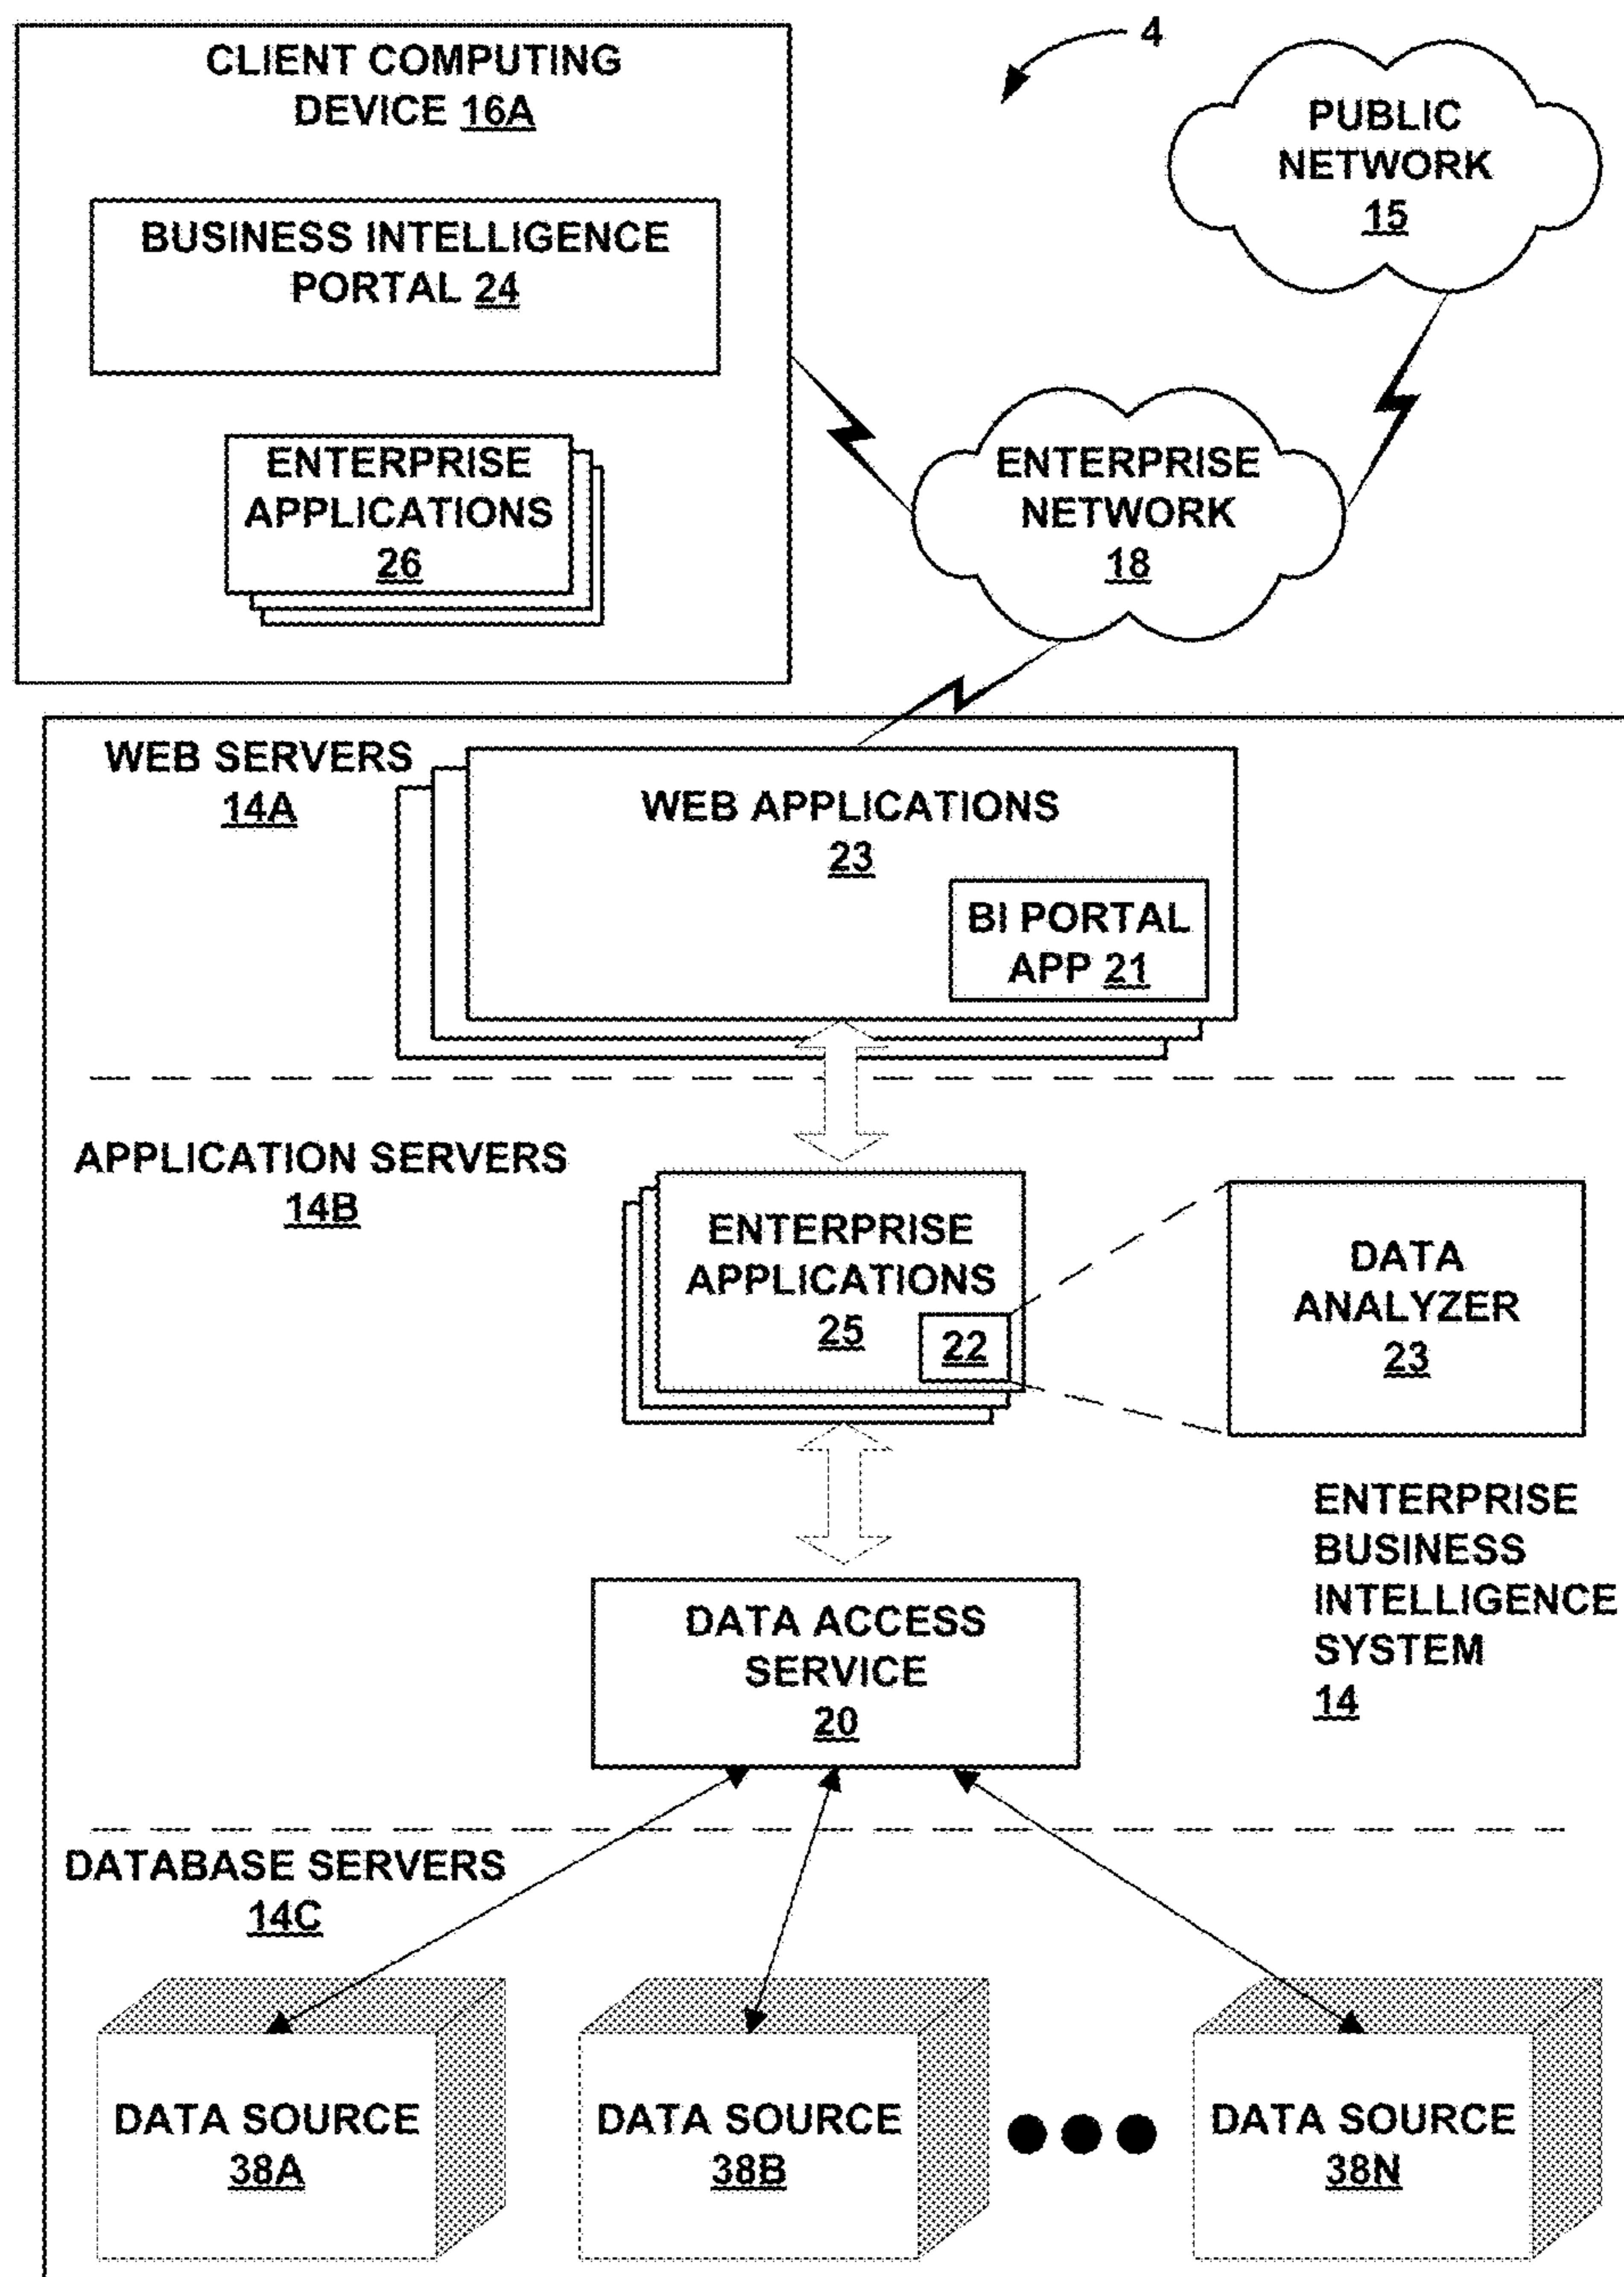 CLIENT COMPUTING
DEVICE 16A
BUSINESS INTELLIGENCE
PORTAL 24
ENTERPRISE
APPLICATIONS
26
4
PUBLIC
NETWORK
15
ENTERPRISE
NETWORK
18
WEB SERVERS
14A
WEB APPLICATIONS
23
BI PORTAL
APP 21
APPLICATION SERVERS
14B
ENTERPRISE
APPLICATIONS
25
22
DATA
ANALYZER
23
ENTERPRISE
BUSINESS
INTELLIGENCE
SYSTEM
14
DATA ACCESS
SERVICE
20
DATABASE SERVERS
14C
DATA SOURCE
38A
DATA SOURCE
38B
DATA SOURCE
38N